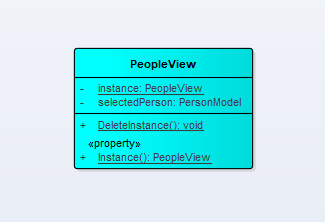 PeopleView
- instance: PeopleView
- selectedPerson: PersonModel
+ DeleteInstance(): void
«property»
+ Instance(): PeopleView